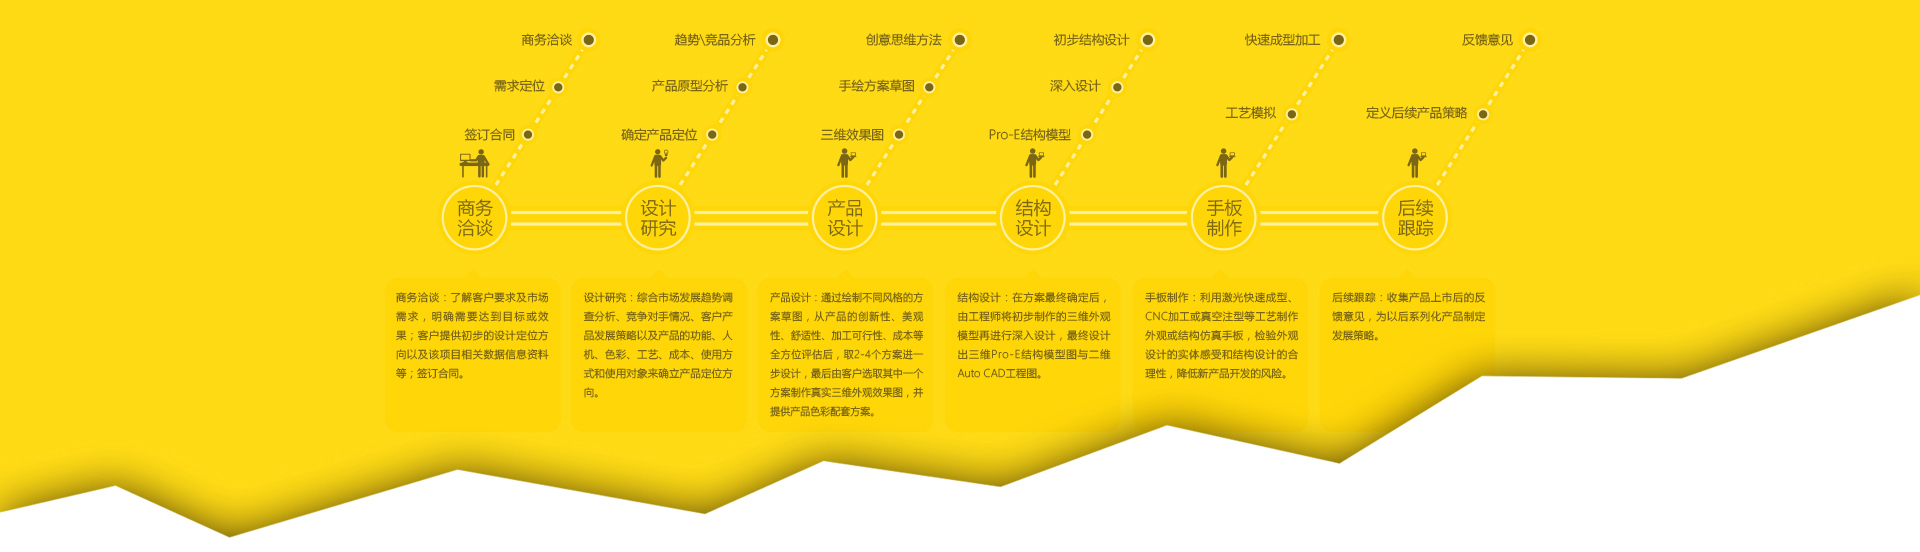 商务洽谈
趋势\竞品分析
创意思维方法
初步结构设计
快速成型加工
反馈意见
需求定位
产品原型分析
手绘方案草图
深入设计
工艺模拟
定义后续产品策略
签订合同
确定产品定位
三维效果图
Pro-E结构模型
商务
洽谈
设计
研究
产品
设计
结构
设计
手板
制作
后续
跟踪
商务洽谈：了解客户要求及市场
需求，明确需要达到目标或效
果；客户提供初步的设计定位方
向以及该项目相关数据信息资料
等；签订合同。
设计研究：综合市场发展趋势调
查分析、竞争对手情况、客户产
品发展策略以及产品的功能、人
机、色彩、工艺、成本、使用方
式和使用对象来确立产品定位方
向。
产品设计：通过绘制不同风格的方
案草图，从产品的创新性、美观
性、舒适性、加工可行性、成本等
全方位评估后，取2-4个方案进一
步设计，最后由客户选取其中一个
方案制作真实三维外观效果图，并
提供产品色彩配套方案。
结构设计：在方案最终确定后，
由工程师将初步制作的三维外观
模型再进行深入设计，最终设计
出三维Pro-E结构模型图与二维
Auto CAD工程图。
手板制作：利用激光快速成型、
CNC加工或真空注型等工艺制作
外观或结构仿真手板，检验外观
设计的实体感受和结构设计的合
理性，降低新产品开发的风险。
后续跟踪：收集产品上市后的反
馈意见，为以后系列化产品制定
发展策略。